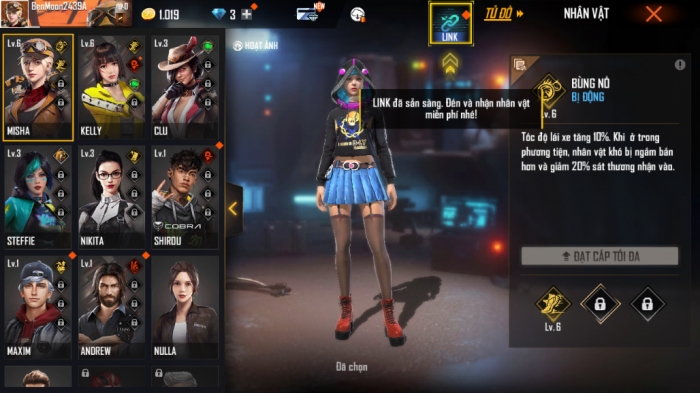 BenMoon2439A
1.019
3 +
NEW
LINK
TỦ ĐỒ
NHÂN VẬT
HOẠT ẢNH
LINK đã sẵn sàng. Đến và nhận nhân vật
miễn phí nhé!
Lv.6
MISHA
Lv.6
KELLY
Lv.3
CLU
Lv.3
STEFFIE
Lv.3
NIKITA
Lv.1
COBRA
SHIROU
Lv.1
MAXIM
Lv.1
ANDREW
NULLA
Đã chọn
BÙNG NỔ
BỊ ĐỘNG
Lv. 6
Tốc độ lái xe tăng 10%. Khi ở trong
phương tiện, nhân vật khó bị ngắm bắn
hơn và giảm 20% sát thương nhận vào.
ĐẠT CẤP TỐI ĐA
Lv. 6